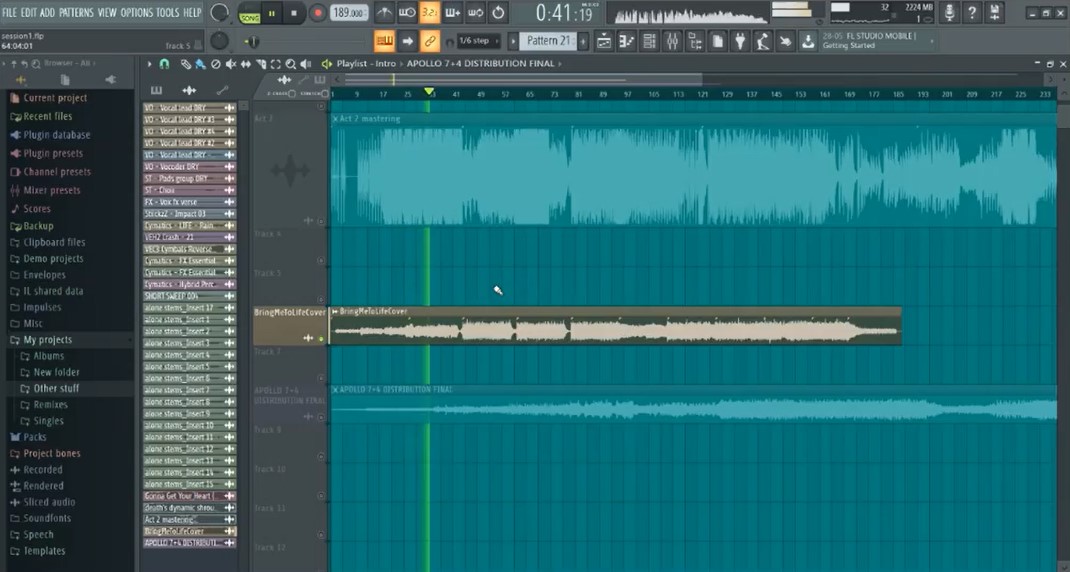 FILE EDIT ADD PATTERNS VIEW OPTIONS TOOLS HELP
SONG
189.000
3.2.1
0:41:19
M:S:CS
32
2224 MB
1
session1.flp
64:04:01
Track 5
1/6 step
Pattern 21
28-05 FL STUDIO MOBILE |
Getting Started
Browser - All
Playlist - Intro › APOLLO 7+4 DISTRIBUTION FINAL ›
1 9 17 25 33 41 49 57 65 73 81 89 97 105 113 121 129 137 145 153 161 169 177 185 193 201 209 217 225 233
Current project
Recent files
Plugin database
Plugin presets
Channel presets
Mixer presets
Scores
Backup
Clipboard files
Demo projects
Envelopes
IL shared data
Impulses
Misc
My projects
Albums
New folder
Other stuff
Remixes
Singles
Packs
Project bones
Recorded
Rendered
Sliced audio
Soundfonts
Speech
Templates
VO - Vocal lead DRY
VO - Vocal lead DRY #3
VO - Vocal lead DRY #4
VO - Vocal lead DRY #2
VO - Vocal lead DRY
VO - Vocoder DRY
ST - Pads group DRY
ST - Choir
FX - Vox fx verse
StickzZ - Impact 03
Cymatics - LIFE - Rain
VEH2 Crash - 21
VEC3 Cymbals Reverse
Cymatics - FX Essential
Cymatics - FX Essential
Cymatics - Hybrid Perc
SHORT SWEEP 004
alone stems_Insert 17
alone stems_Insert 1
alone stems_Insert 2
alone stems_Insert 3
alone stems_Insert 4
alone stems_Insert 5
alone stems_Insert 6
alone stems_Insert 7
alone stems_Insert 8
alone stems_Insert 9
alone stems_Insert 10
alone stems_Insert 11
alone stems_Insert 12
alone stems_Insert 13
alone stems_Insert 14
alone stems_Insert 15
Gonna Get Your Heart (
death's dynamic shrou
Act 2 mastering
BringMeToLifeCover
APOLLO 7+4 DISTRIBUTI
Act 2 mastering
Track 4
Track 5
BringMeToLifeCover
BringMeToLifeCover
Track 7
APOLLO 7+4
DISTRIBUTION FINAL
APOLLO 7+4 DISTRIBUTION FINAL
Track 9
Track 10
Track 11
Track 12